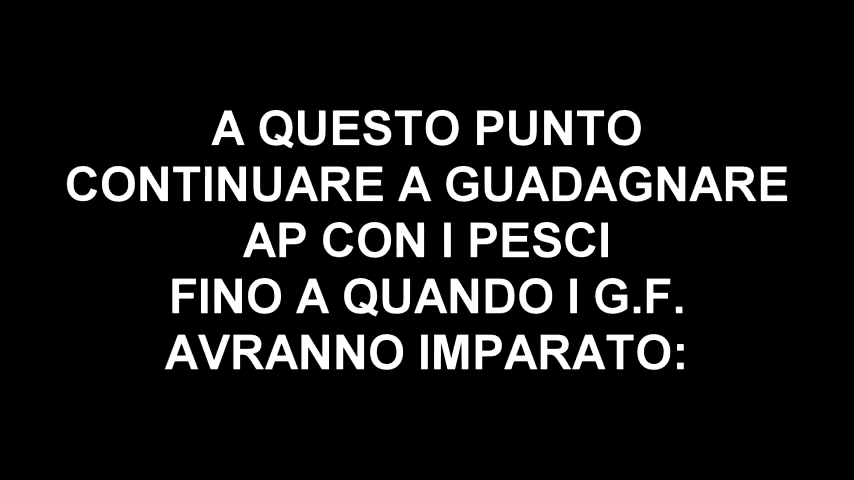 A QUESTO PUNTO
CONTINUARE A GUADAGNARE
AP CON I PESCI
FINO A QUANDO I G.F.
AVRANNO IMPARATO: